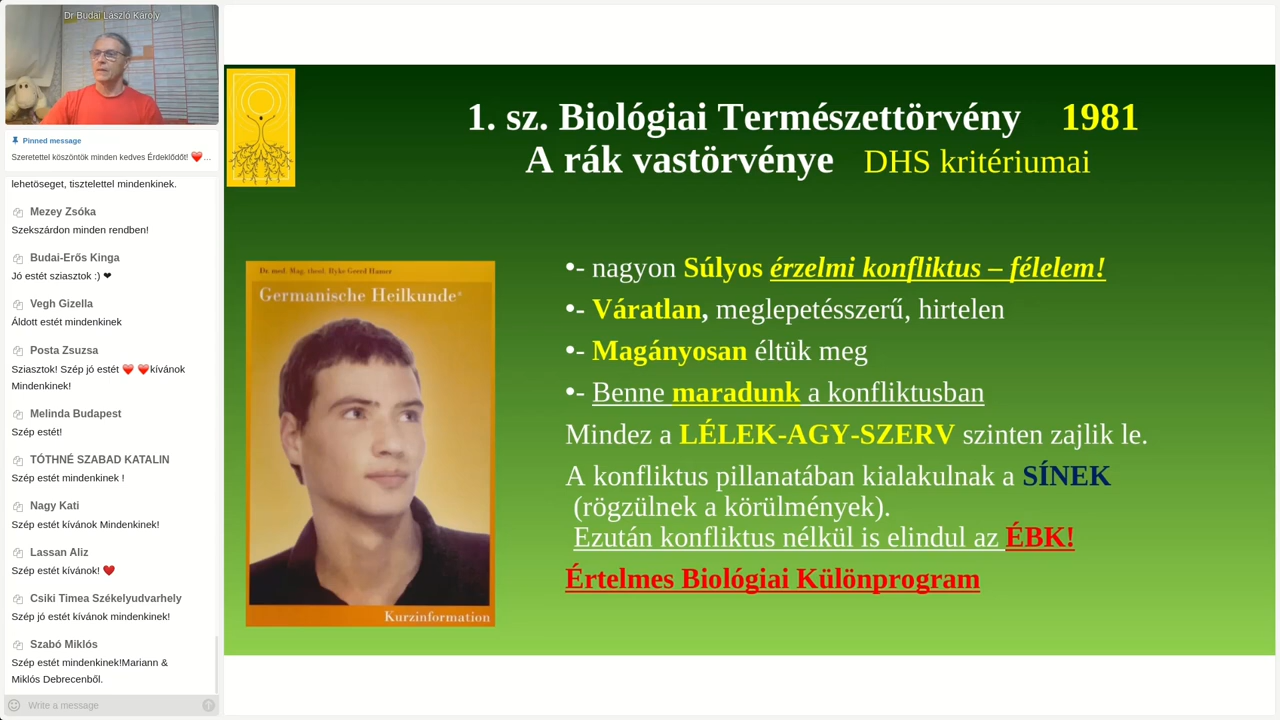 Dr Budai László Károly
Pinned message
Szeretettel köszöntök minden kedves Érdeklődőt! ❤️…
lehetöseget, tisztelettel mindenkinek.
Mezey Zsóka
Szekszárdon minden rendben!
Budai-Erős Kinga
Jó estét sziasztok :) ❤
Vegh Gizella
Áldott estét mindenkinek
Posta Zsuzsa
Sziasztok! Szép jó estét ❤️ ❤️kívánok
Mindenkinek!
Melinda Budapest
Szép estét!
TÓTHNÉ SZABAD KATALIN
Szép estét mindenkinek !
Nagy Kati
Szép estét kívánok Mindenkinek!
Lassan Aliz
Szép estét kívánok! ❤️
Csiki Timea Székelyudvarhely
Szép jó estét kívánok mindenkinek!
Szabó Miklós
Szép estét mindenkinek!Mariann &
Miklós Debrecenből.
Write a message
1. sz. Biológiai Természettörvény 1981
A rák vastörvénye DHS kritériumai
Dr. med. Mag. theol. Ryke Geerd Hamer
Germanische Heilkunde®
Kurzinformation
•- nagyon Súlyos érzelmi konfliktus – félelem!
•- Váratlan, meglepetésszerű, hirtelen
•- Magányosan éltük meg
•- Benne maradunk a konfliktusban
Mindez a LÉLEK-AGY-SZERV szinten zajlik le.
A konfliktus pillanatában kialakulnak a SÍNEK
(rögzülnek a körülmények).
Ezután konfliktus nélkül is elindul az ÉBK!
Értelmes Biológiai Különprogram